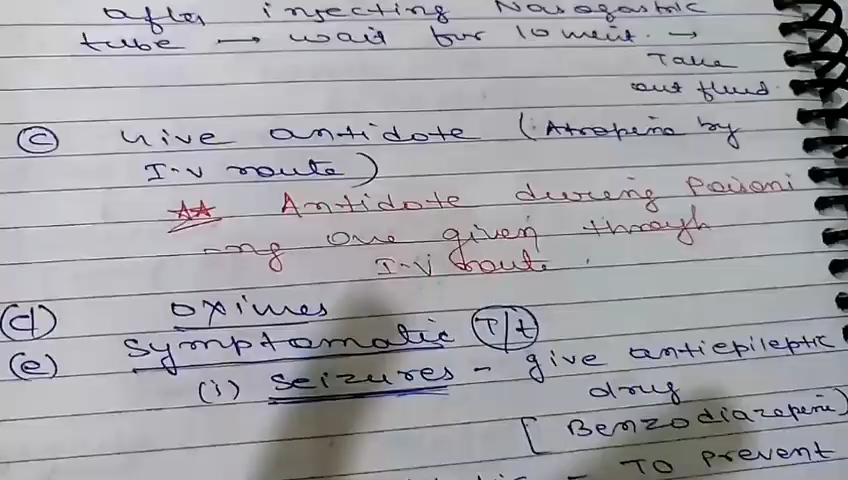 after injecting Nasogastric
tube → wait for 10 ment. →
Take
out fluid.
(c) Give antidote (Atropine by
I-V route)
** Antidote during Poisoni
-ng are given through
I-V route.
(d) oximes
(e) symptomatic T/t
(i) seizures - give antiepileptic
drug
[Benzodiazepine)
- TO prevent